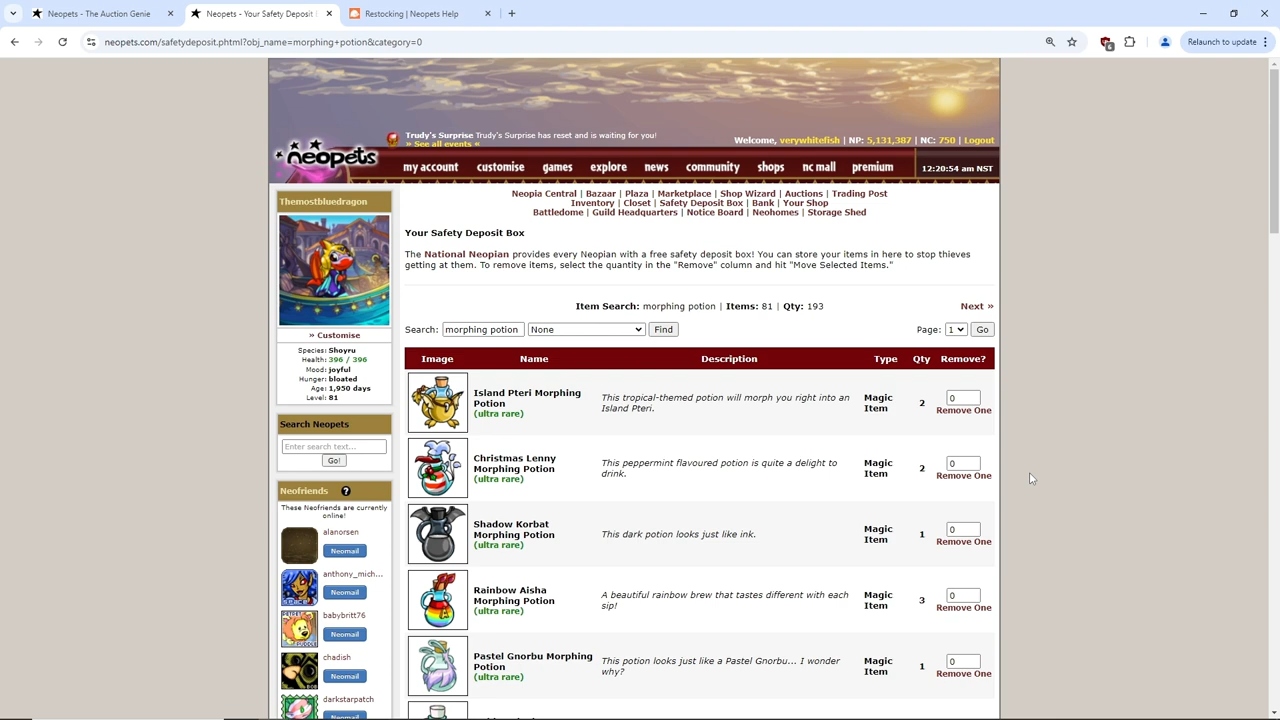 Neopets - The Auction Genie
Neopets - Your Safety Deposit
Restocking | Neopets Help
neopets.com/safetydeposit.phtml?obj_name=morphing+potion&category=0
6
Relaunch to update
Trudy's Surprise Trudy's Surprise has reset and is waiting for you!
» See all events «
Welcome, verywhitefish | NP: 5,131,387 | NC: 750 | Logout
neopets
my account customise games explore news community shops nc mall premium
12:20:54 am NST
Neopia Central | Bazaar | Plaza | Marketplace | Shop Wizard | Auctions | Trading Post
Inventory | Closet | Safety Deposit Box | Bank | Your Shop
Battledome | Guild Headquarters | Notice Board | Neohomes | Storage Shed
Themostbluedragon
» Customise
Species: Shoyru
Health: 396 / 396
Mood: joyful
Hunger: bloated
Age: 1,950 days
Level: 81
Search Neopets
Enter search text...
Go!
Neofriends ?
These Neofriends are currently
online!
alanorsen
Neomail
anthony_mich...
Neomail
babybritt76
Neomail
chadish
Neomail
darkstarpatch
Neomail
Your Safety Deposit Box
The National Neopian provides every Neopian with a free safety deposit box! You can store your items in here to stop thieves
getting at them. To remove items, select the quantity in the "Remove" column and hit "Move Selected Items."
Item Search: morphing potion | Items: 81 | Qty: 193
Next »
Search: morphing potion None Find
Page: 1 Go
Image Name Description Type Qty Remove?
Island Pteri Morphing
Potion
(ultra rare)
This tropical-themed potion will morph you right into an
Island Pteri.
Magic
Item
2
0
Remove One
Christmas Lenny
Morphing Potion
(ultra rare)
This peppermint flavoured potion is quite a delight to
drink.
Magic
Item
2
0
Remove One
Shadow Korbat
Morphing Potion
(ultra rare)
This dark potion looks just like ink.
Magic
Item
1
0
Remove One
Rainbow Aisha
Morphing Potion
(ultra rare)
A beautiful rainbow brew that tastes different with each
sip!
Magic
Item
3
0
Remove One
Pastel Gnorbu Morphing
Potion
(ultra rare)
This potion looks just like a Pastel Gnorbu... I wonder
why?
Magic
Item
1
0
Remove One